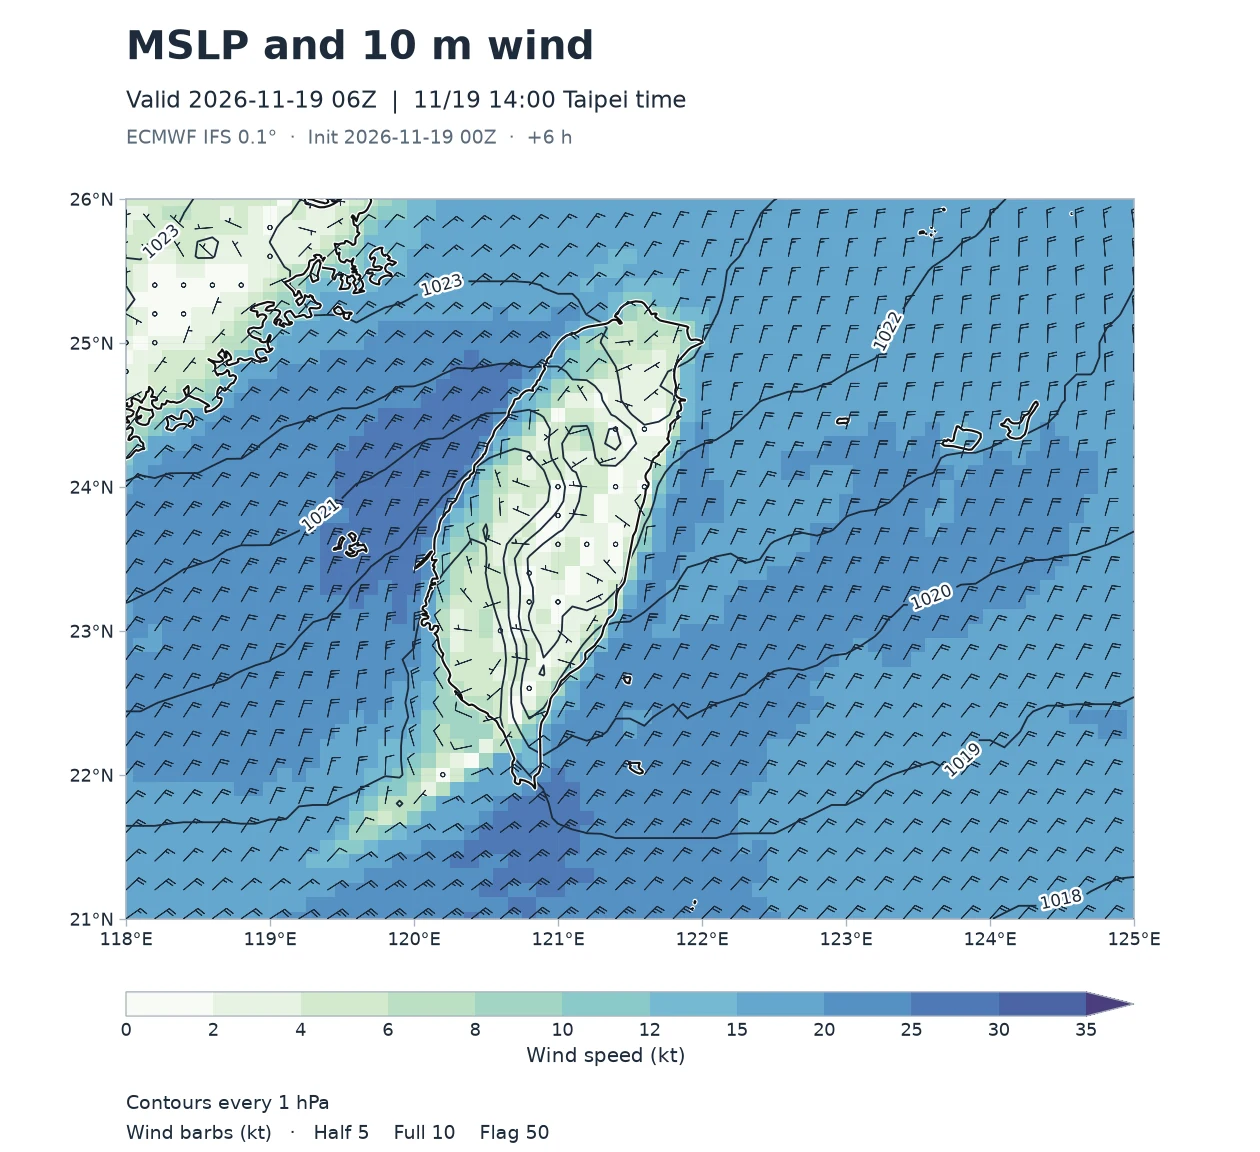 MSLP and 10 m wind
Valid 2026-11-19 06Z | 11/19 14:00 Taipei time
ECMWF IFS 0.1° · Init 2026-11-19 00Z · +6 h
26°N
1023
1023
1022
25°N
24°N
1021
1020
23°N
22°N
1019
1018
21°N
118°E 119°E 120°E 121°E 122°E 123°E 124°E 125°E
0 2 4 6 8 10 12 15 20 25 30 35
Wind speed (kt)
Contours every 1 hPa
Wind barbs (kt) · Half 5 Full 10 Flag 50